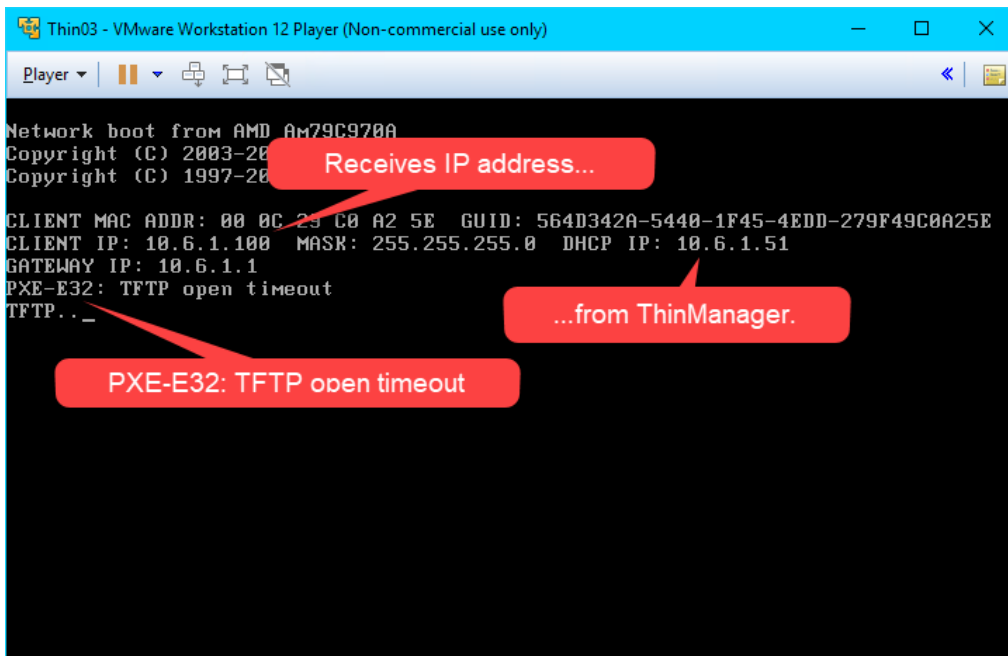 Thin03 - VMware Workstation 12 Player (Non-commercial use only)
Player
Network boot from AMD Am79C970A
Copyright (C) 2003-20
Copyright (C) 1997-20
Receives IP address...
CLIENT MAC ADDR: 00 0C 29 C0 A2 5E GUID: 564D342A-5440-1F45-4EDD-279F49C0A25E
CLIENT IP: 10.6.1.100 MASK: 255.255.255.0 DHCP IP: 10.6.1.51
GATEWAY IP: 10.6.1.1
PXE-E32: TFTP open timeout
TFTP.._
...from ThinManager.
PXE-E32: TFTP open timeout